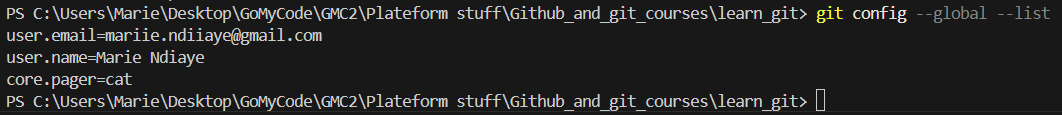 PS C:\Users\Marie\Desktop\GoMyCode\GMC2\Plateform stuff\Github_and_git_courses\learn_git> git config --global --list
user.email=mariie.ndiiaye@gmail.com
user.name=Marie Ndiaye
core.pager=cat
PS C:\Users\Marie\Desktop\GoMyCode\GMC2\Plateform stuff\Github_and_git_courses\learn_git>